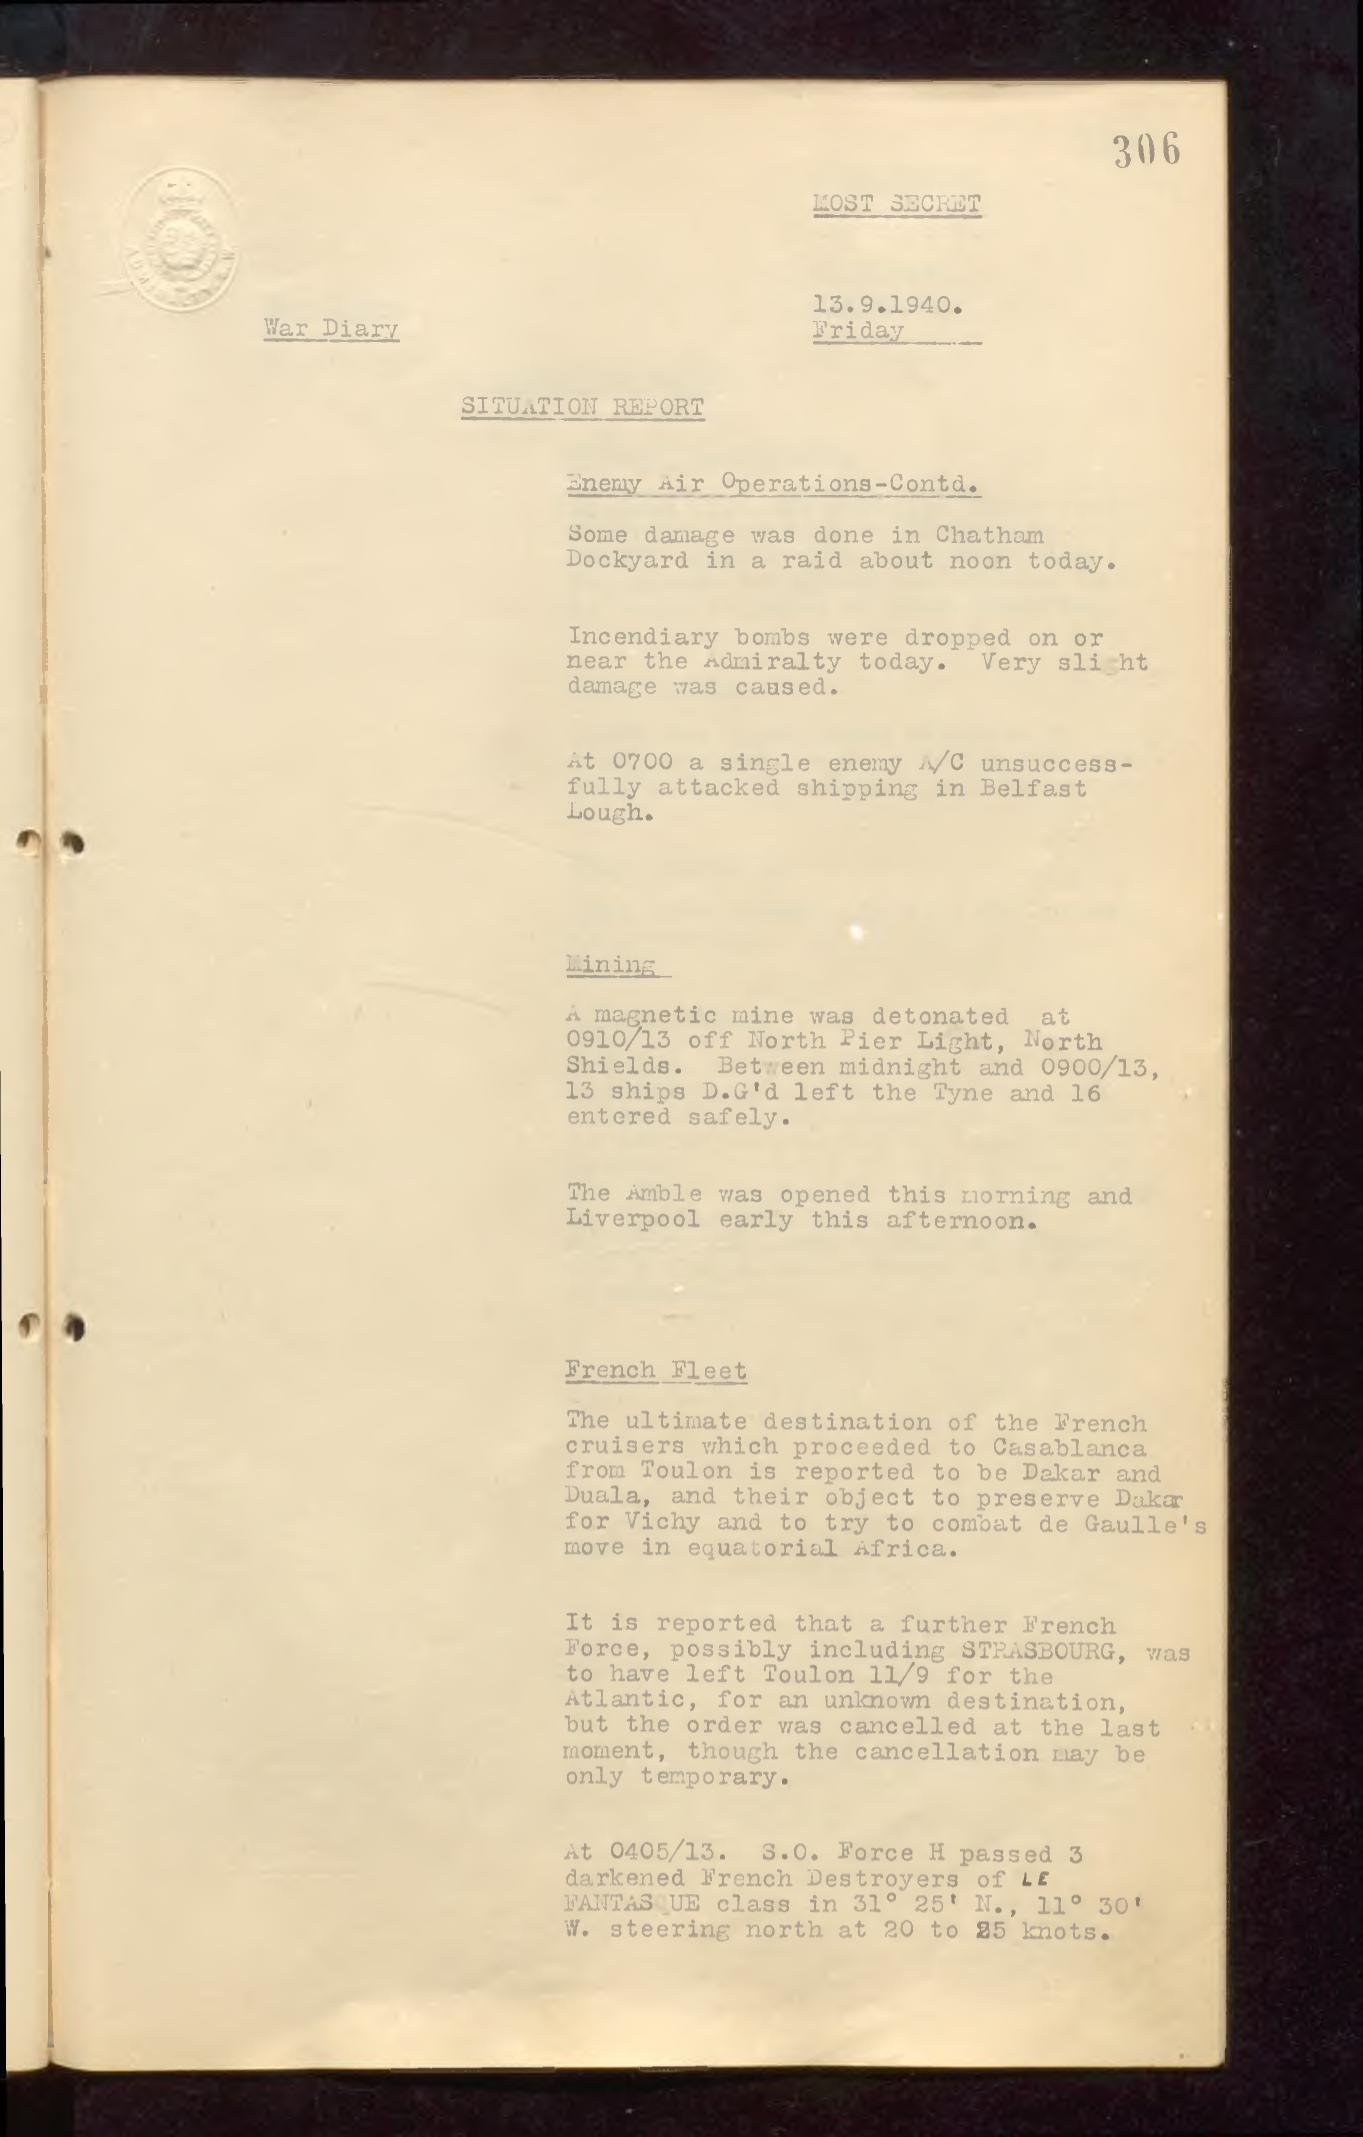 306
MOST SECRET
13.9.1940.
War Diary
Friday
SITUATION REPORT
Enemy Air Operations-Contd.
Some damage was done in Chatham
Dockyard in a raid about noon today.
Incendiary bombs were dropped on or
near the Admiralty today. Very slight
damage was caused.
At 0700 a single enemy A/C unsuccess-
fully attacked shipping in Belfast
Lough.
Mining
A magnetic mine was detonated at
0910/13 off North Pier Light, North
Shields. Between midnight and 0900/13,
13 ships D.G'd left the Tyne and 16
entered safely.
The Amble was opened this morning and
Liverpool early this afternoon.
French Fleet
The ultimate destination of the French
cruisers which proceeded to Casablanca
from Toulon is reported to be Dakar and
Duala, and their object to preserve Dakar
for Vichy and to try to combat de Gaulle's
move in equatorial Africa.
It is reported that a further French
Force, possibly including STRASBOURG, was
to have left Toulon 11/9 for the
Atlantic, for an unknown destination,
but the order was cancelled at the last
moment, though the cancellation may be
only temporary.
At 0405/13. S.O. Force H passed 3
darkened French Destroyers of LE
FANTASQUE class in 31° 25' N., 11° 30'
W. steering north at 20 to 25 knots.